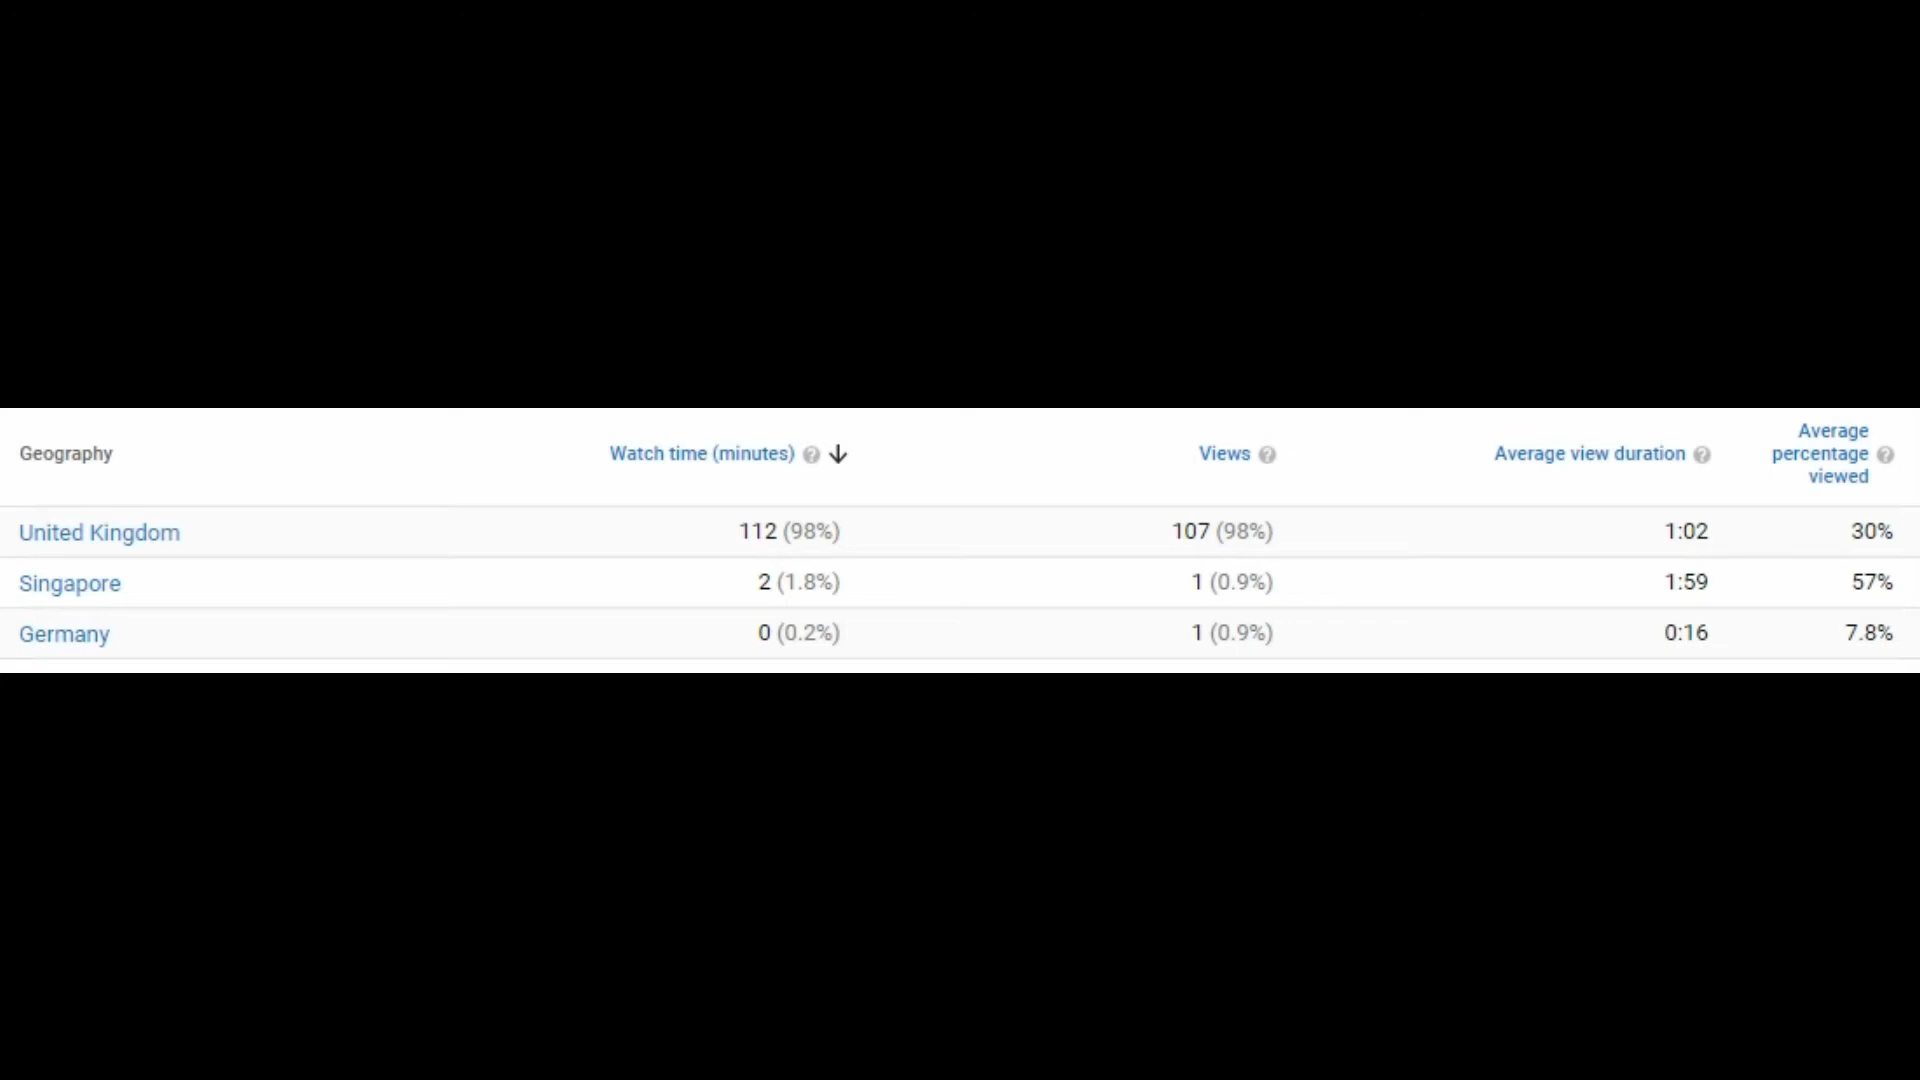 Geography Watch time (minutes) Views Average view duration Average percentage viewed
United Kingdom 112 (98%) 107 (98%) 1:02 30%
Singapore 2 (1.8%) 1 (0.9%) 1:59 57%
Germany 0 (0.2%) 1 (0.9%) 0:16 7.8%